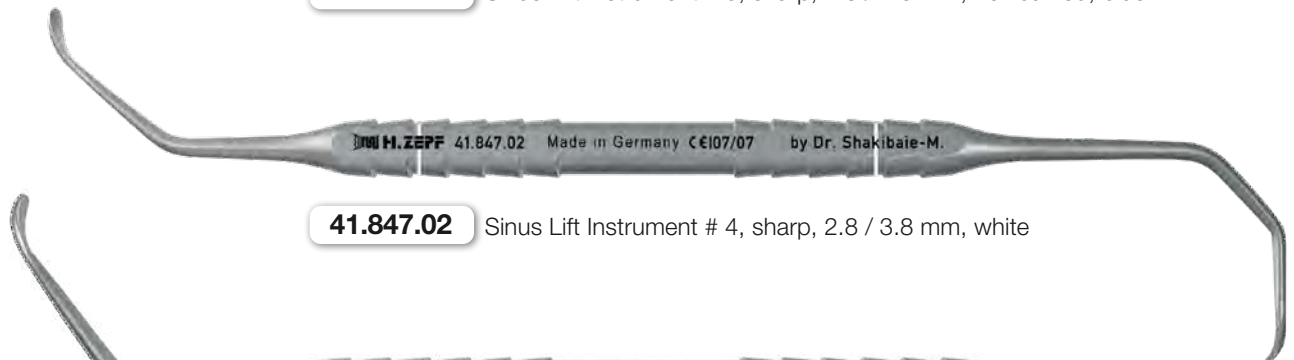 H.ZEPF 41.847.02 Made in Germany CE|07/07 by Dr. Shakibaie-M.
41.847.02 Sinus Lift Instrument # 4, sharp, 2.8 / 3.8 mm, white